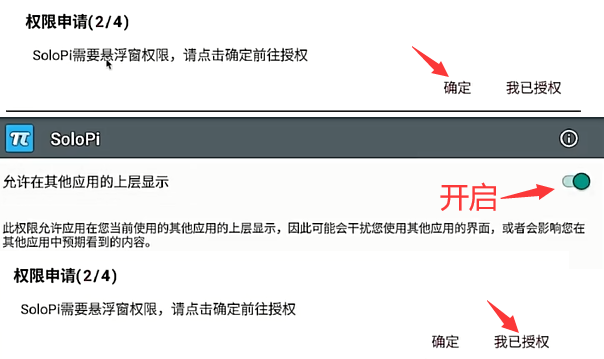 权限申请(2/4)
SoloPi需要悬浮窗权限，请点击确定前往授权
确定 我已授权
SoloPi
允许在其他应用的上层显示
开启
此权限允许应用在您当前使用的其他应用的上层显示，因此可能会干扰您使用其他应用的界面，或者会影响您在
其他应用中预期看到的内容。
权限申请(2/4)
SoloPi需要悬浮窗权限，请点击确定前往授权
确定 我已授权